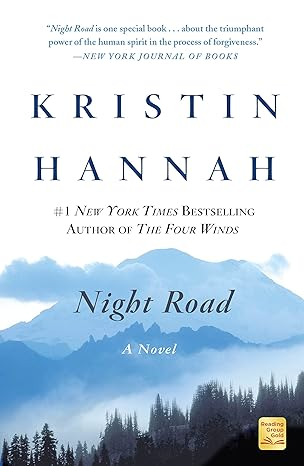 “Night Road is one special book . . . about the triumphant
power of the human spirit in the process of forgiveness.”
—NEW YORK JOURNAL OF BOOKS
KRISTIN
HANNAH
#1 NEW YORK TIMES BESTSELLING
AUTHOR OF THE FOUR WINDS
Night Road
A Novel
Reading
Group
Gold